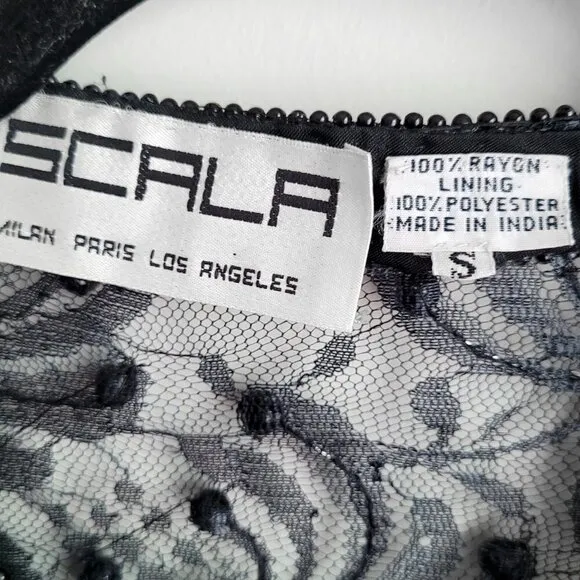 SCALA
MILAN PARIS LOS ANGELES
100% RAYON
LINING
100% POLYESTER
MADE IN INDIA
S